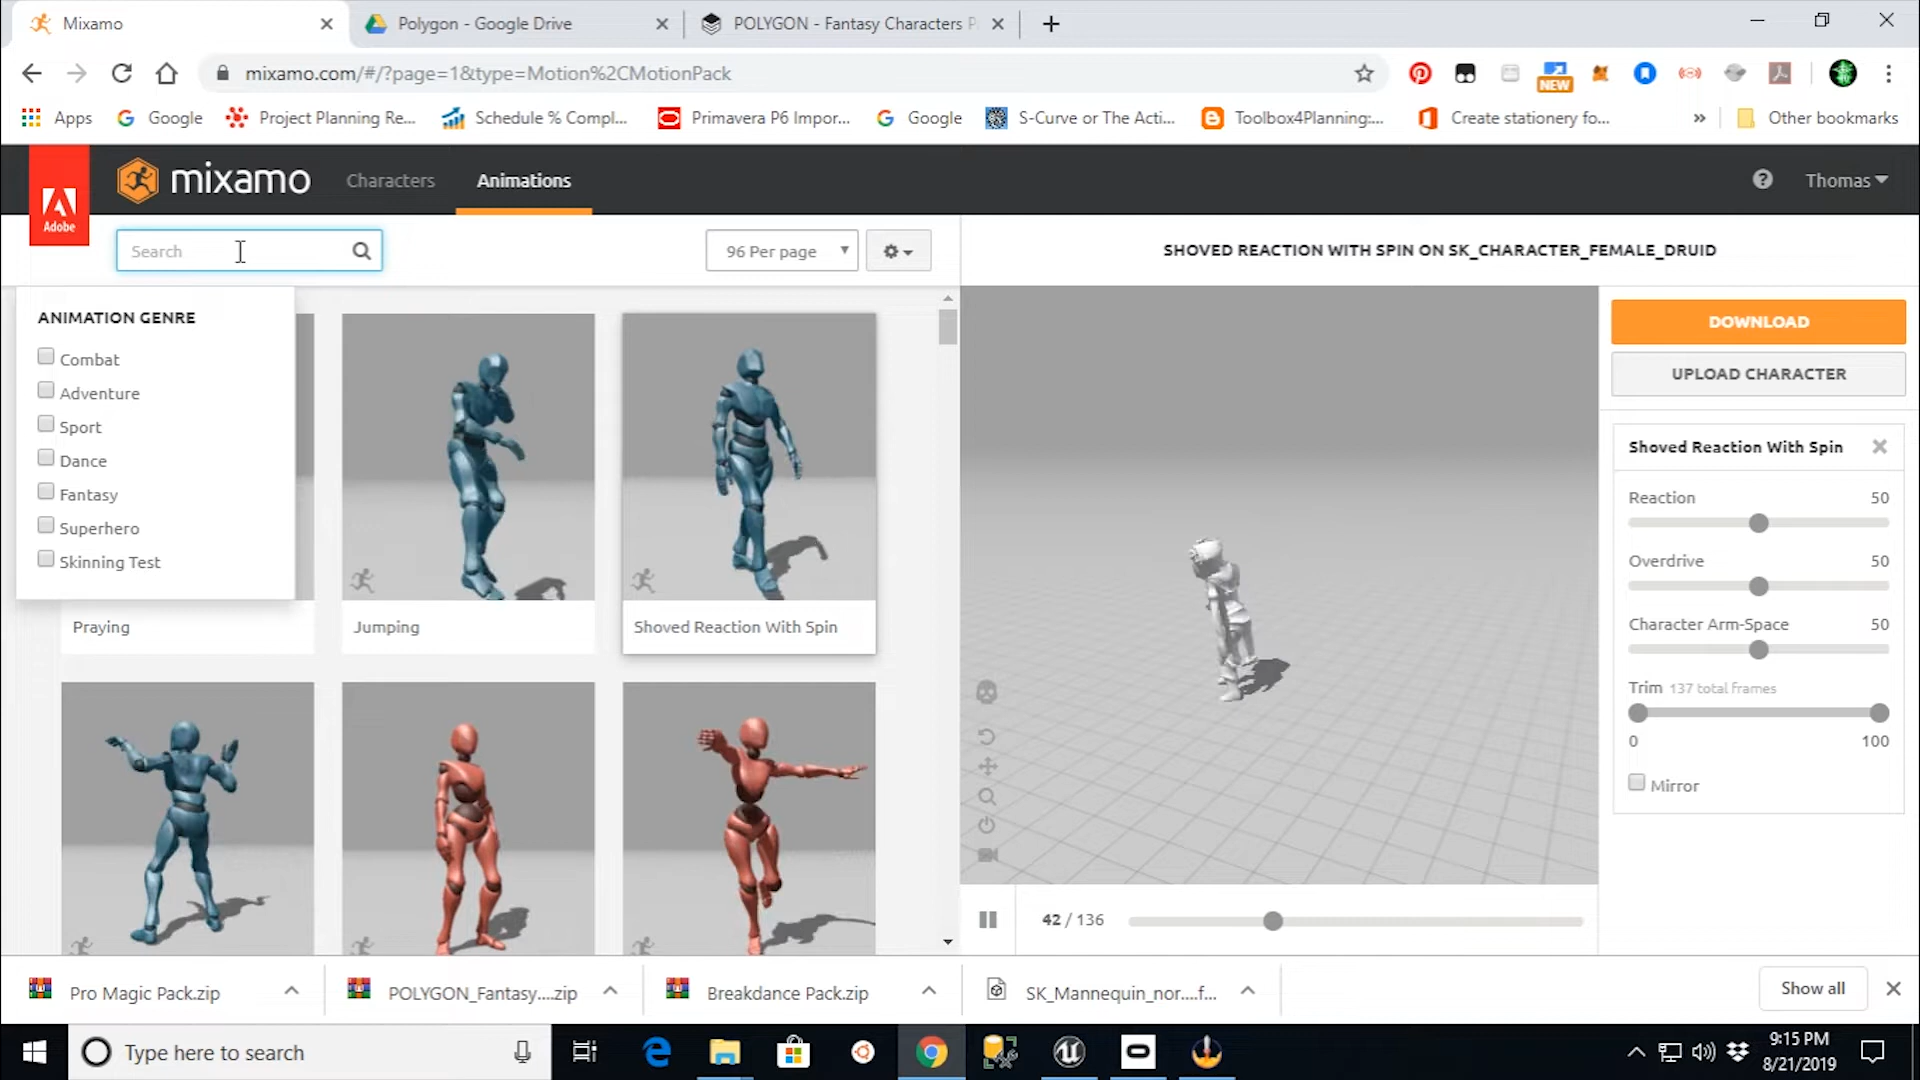 Mixamo
Polygon - Google Drive
POLYGON - Fantasy Characters P
mixamo.com/#/?page=1&type=Motion%2CMotionPack
NEW
Apps
Google
Project Planning Re...
Schedule % Compl...
Primavera P6 Impor...
Google
S-Curve or The Acti...
Toolbox4Planning:...
Create stationery fo...
»
Other bookmarks
Adobe
mixamo
Characters
Animations
Thomas
Search
96 Per page
SHOVED REACTION WITH SPIN ON SK_CHARACTER_FEMALE_DRUID
ANIMATION GENRE
Combat
Adventure
Sport
Dance
Fantasy
Superhero
Skinning Test
Praying
Jumping
Shoved Reaction With Spin
DOWNLOAD
UPLOAD CHARACTER
Shoved Reaction With Spin
Reaction 50
Overdrive 50
Character Arm-Space 50
Trim 137 total frames
0 100
Mirror
42 / 136
Pro Magic Pack.zip
POLYGON_Fantasy....zip
Breakdance Pack.zip
SK_Mannequin_nor....f...
Show all
Type here to search
9:15 PM
8/21/2019